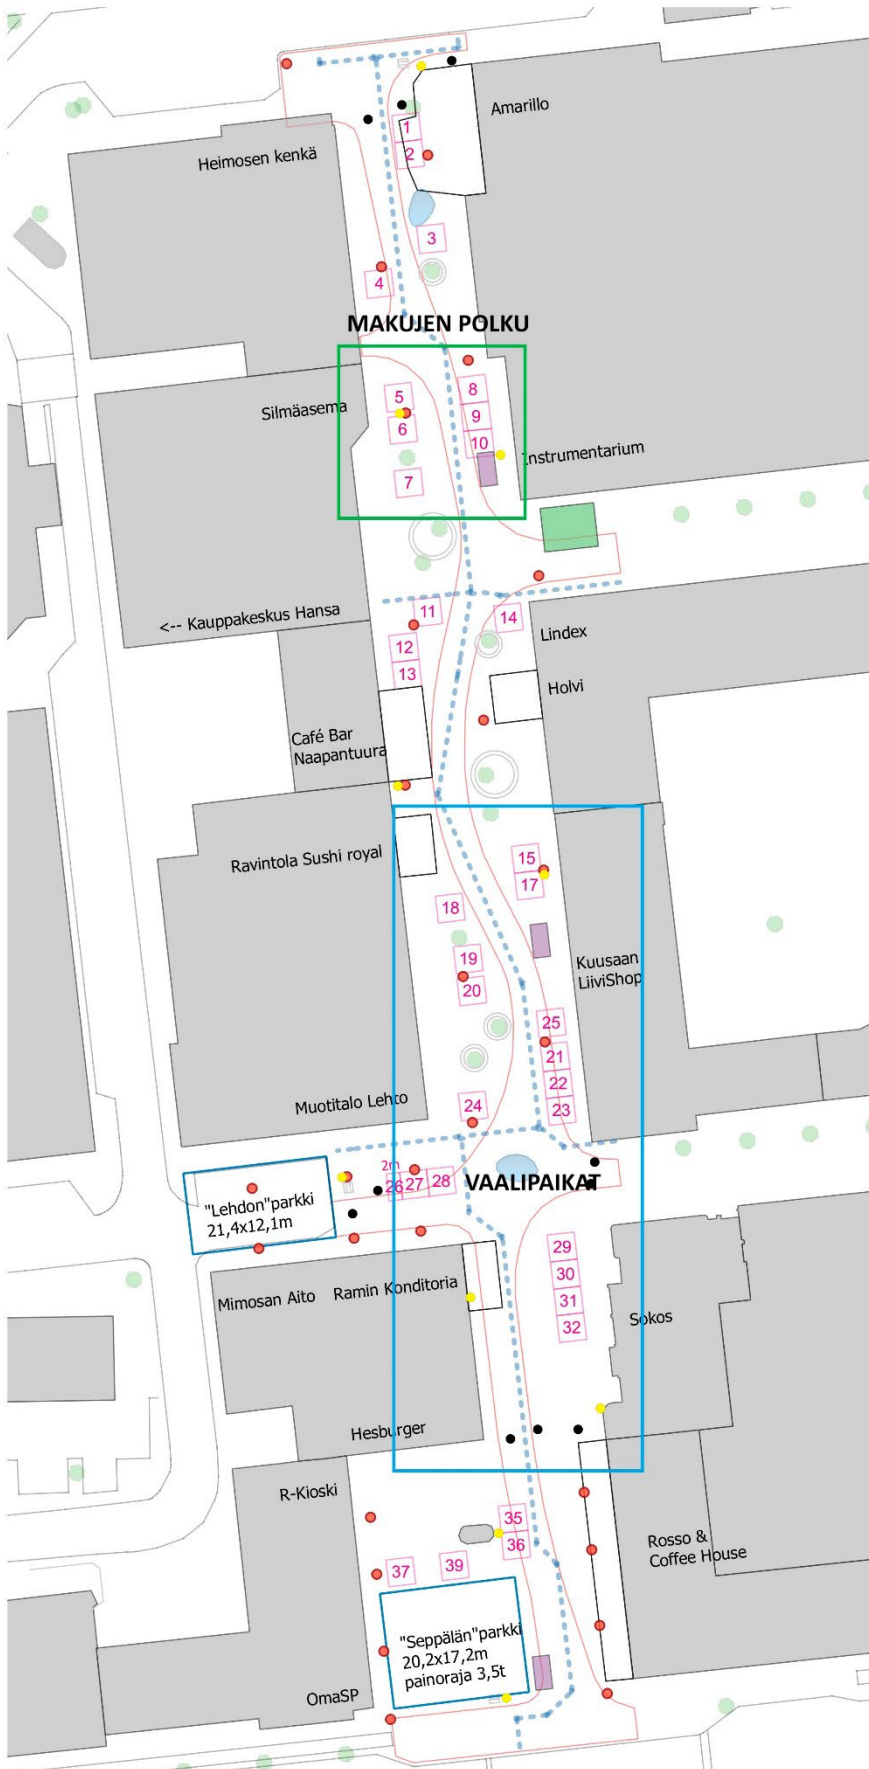 Amarillo
1
Heimosen kenkä
2
3
4
MAKUJEN POLKU
8
5
Silmäasema
9
6
10
Instrumentarium
7
<-- Kauppakeskus Hansa
11
14
Lindex
12
13
Holvi
Café Bar
Naapantuura
Ravintola Sushi royal
15
17
18
19
20
Kuusaan
LiiviShop
25
21
22
23
Muotitalo Lehto
24
2m
26
27
28
VAALIPAIKAT
"Lehdon"parkki
21,4x12,1m
29
30
31
32
Mimosan Aito
Ramin Konditoria
Sokos
Hesburger
R-Kioski
35
36
Rosso &
Coffee House
37
39
"Seppälän"parkki
20,2x17,2m
painoraja 3,5t
OmaSP